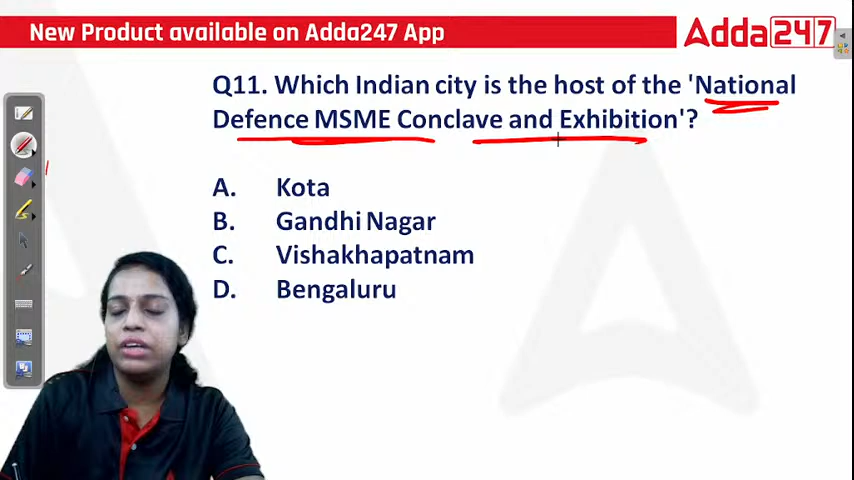 New Product available on Adda247 App
Adda247
Q11. Which Indian city is the host of the 'National
Defence MSME Conclave and Exhibition'?
A. Kota
B. Gandhi Nagar
C. Vishakhapatnam
D. Bengaluru